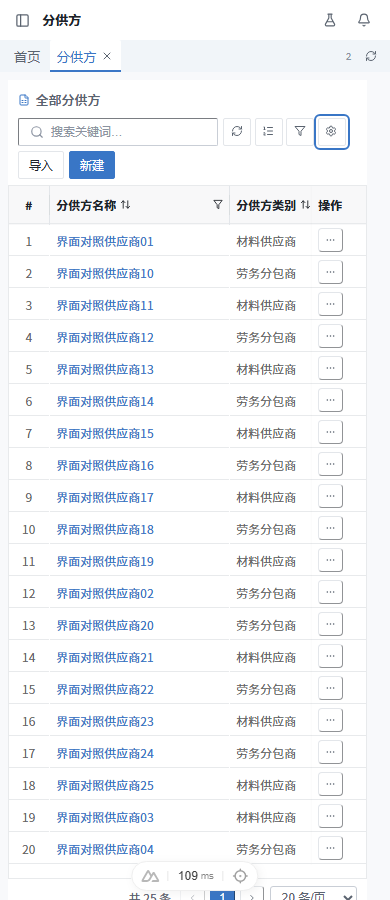 分供方
首页 分供方 2
全部分供方
搜索关键词...
导入 新建
# 分供方名称 分供方类别 操作
1 界面对照供应商01 材料供应商 ...
2 界面对照供应商10 劳务分包商 ...
3 界面对照供应商11 材料供应商 ...
4 界面对照供应商12 劳务分包商 ...
5 界面对照供应商13 材料供应商 ...
6 界面对照供应商14 劳务分包商 ...
7 界面对照供应商15 材料供应商 ...
8 界面对照供应商16 劳务分包商 ...
9 界面对照供应商17 材料供应商 ...
10 界面对照供应商18 劳务分包商 ...
11 界面对照供应商19 材料供应商 ...
12 界面对照供应商02 劳务分包商 ...
13 界面对照供应商20 劳务分包商 ...
14 界面对照供应商21 材料供应商 ...
15 界面对照供应商22 劳务分包商 ...
16 界面对照供应商23 材料供应商 ...
17 界面对照供应商24 劳务分包商 ...
18 界面对照供应商25 材料供应商 ...
19 界面对照供应商03 材料供应商 ...
20 界面对照供应商04 劳务分包商 ...
109 ms
共 25 条 1 20 条/页